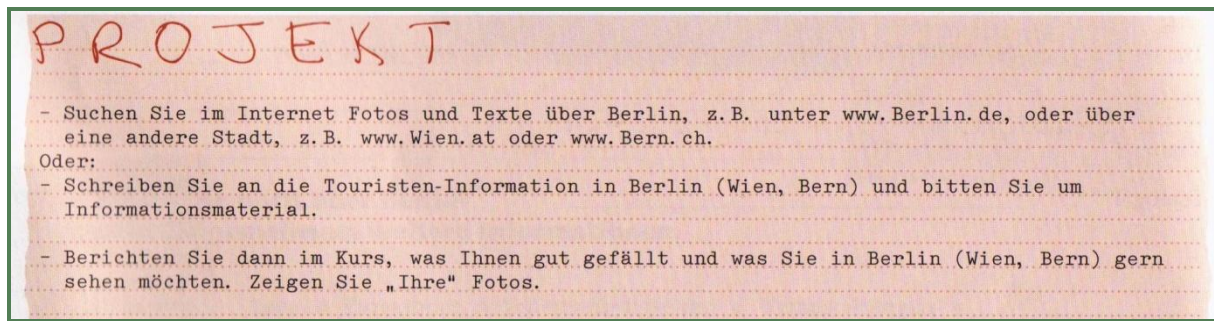 PROJEKT
- Suchen Sie im Internet Fotos und Texte über Berlin, z.B. unter www.Berlin.de, oder über
eine andere Stadt, z.B. www.Wien.at oder www.Bern.ch.
Oder:
- Schreiben Sie an die Touristen-Information in Berlin (Wien, Bern) und bitten Sie um
Informationsmaterial.
- Berichten Sie dann im Kurs, was Ihnen gut gefällt und was Sie in Berlin (Wien, Bern) gern
sehen möchten. Zeigen Sie „Ihre" Fotos.